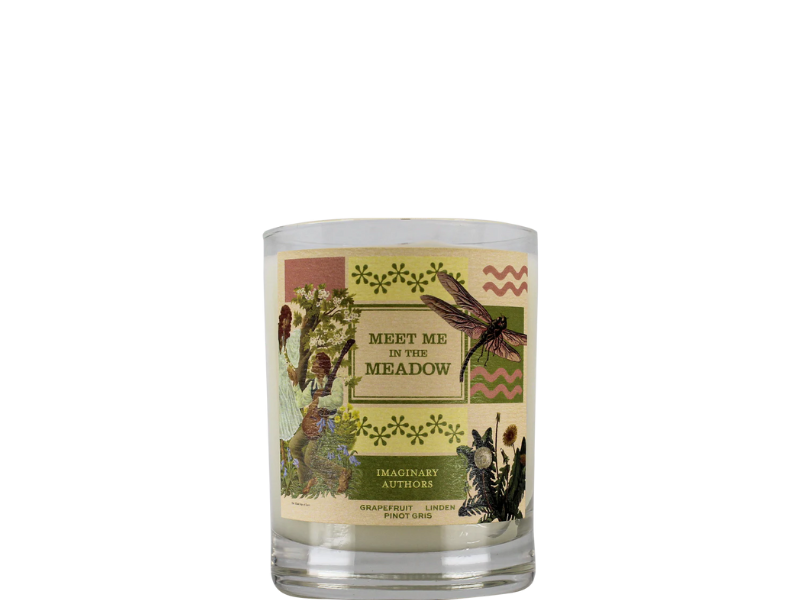 MEET ME
IN THE
MEADOW
IMAGINARY
AUTHORS
GRAPEFRUIT LINDEN
PINOT GRIS